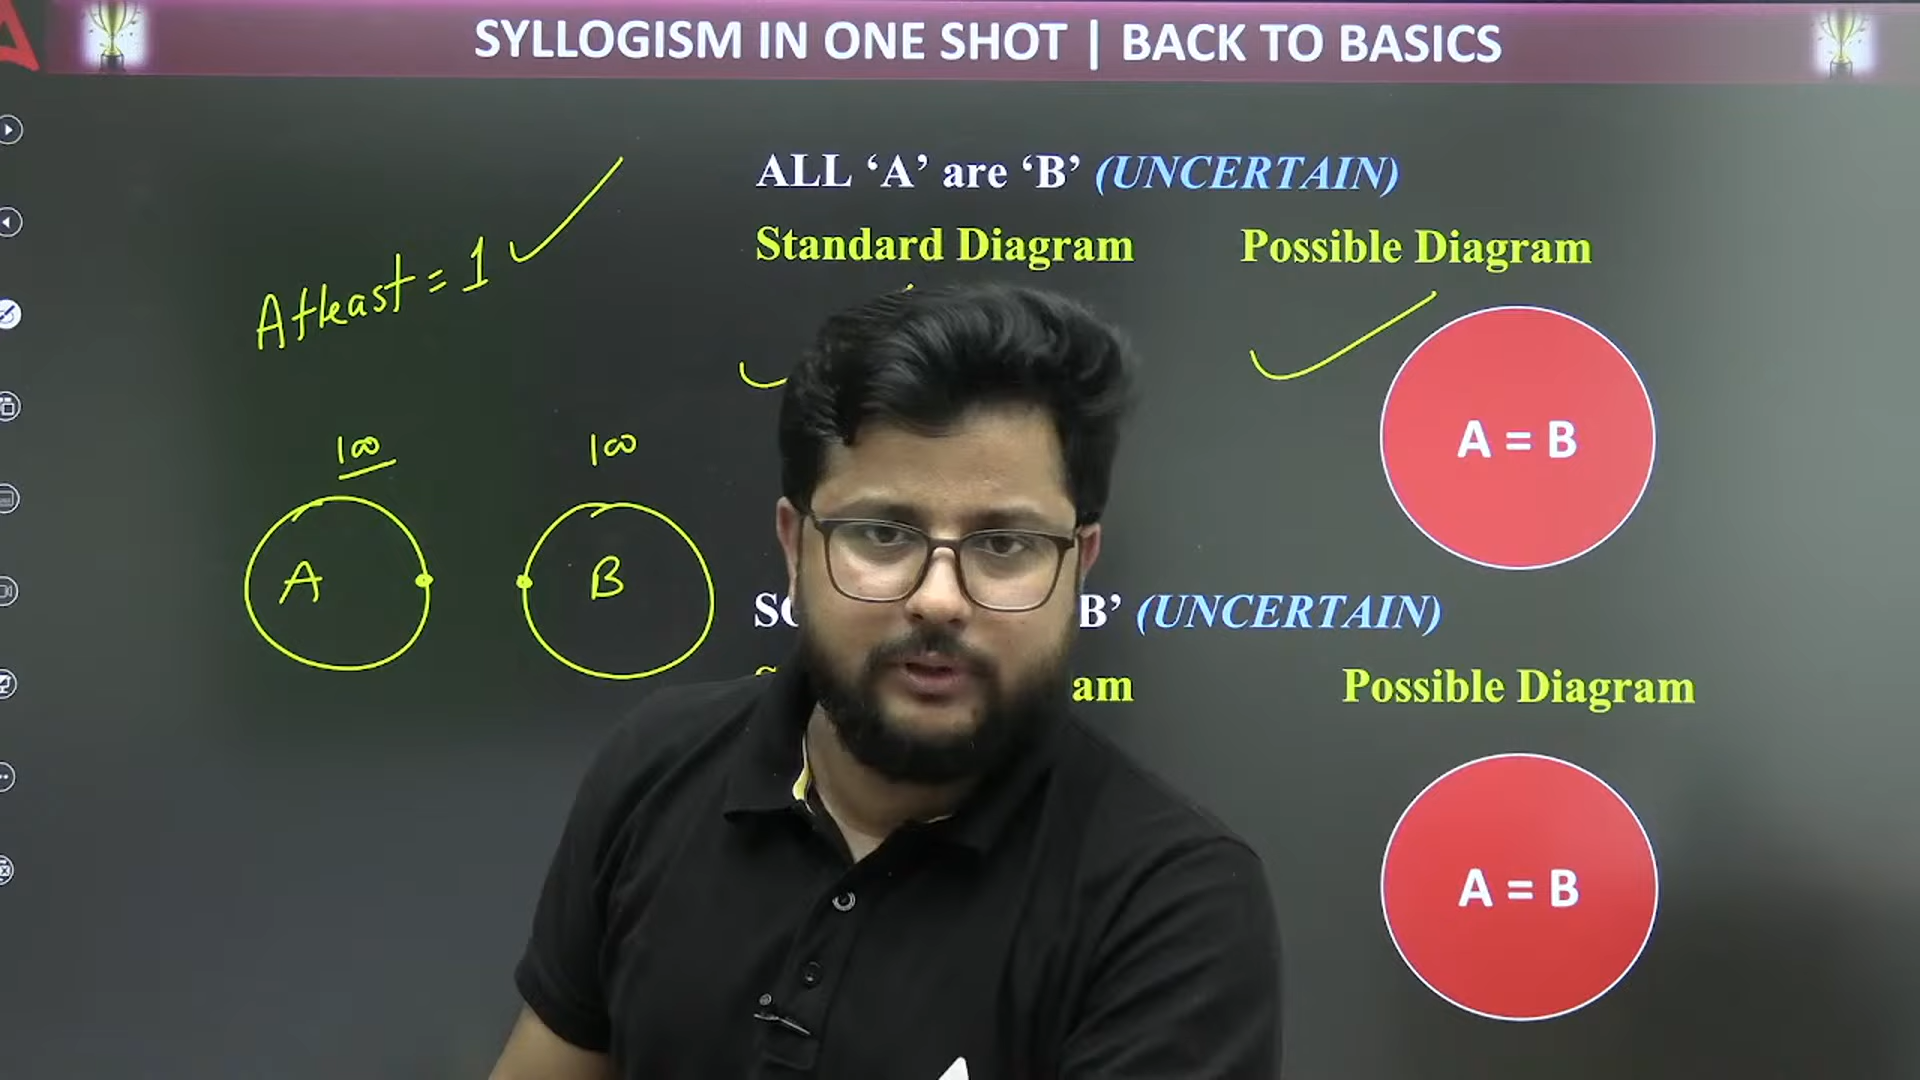 SYLLOGISM IN ONE SHOT | BACK TO BASICS
ALL ‘A’ are ‘B’ (UNCERTAIN)
Standard Diagram
Possible Diagram
Atleast = 1
A = B
100
100
A
B
B’ (UNCERTAIN)
Possible Diagram
A = B